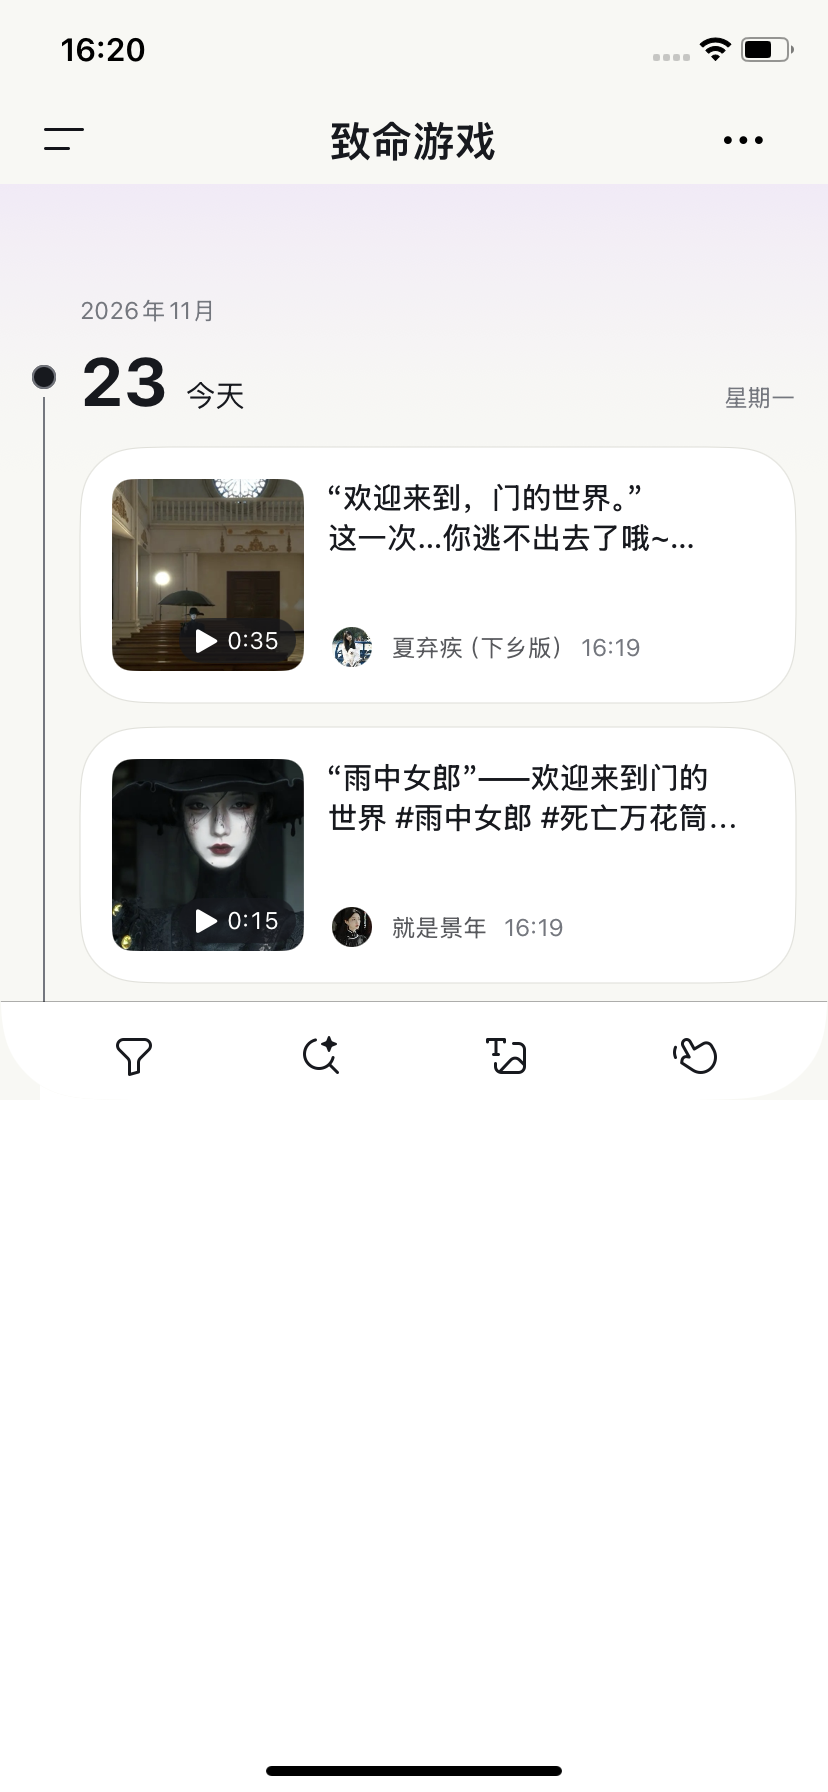 16:20
致命游戏
2026年11月
23 今天 星期一
“欢迎来到，门的世界。”
这一次...你逃不出去了哦~...
0:35
夏弃疾（下乡版） 16:19
“雨中女郎”——欢迎来到门的
世界 #雨中女郎 #死亡万花筒...
0:15
就是景年 16:19